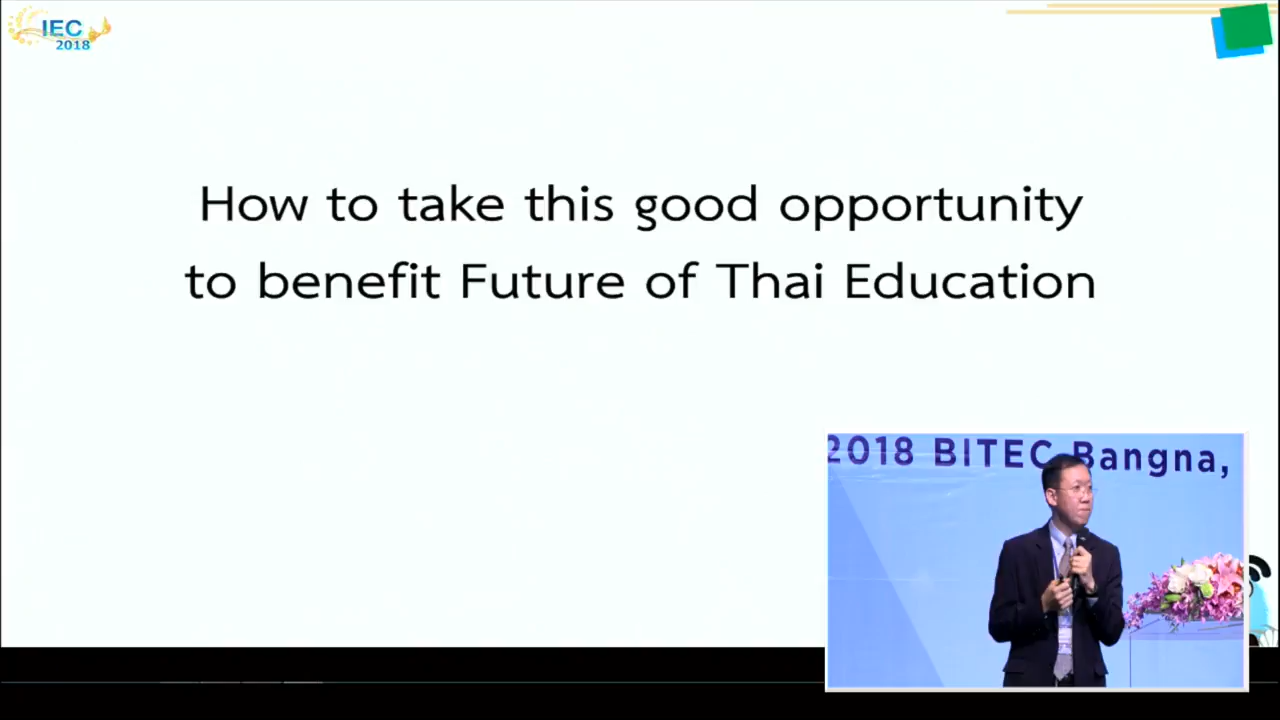 IEC
2018
How to take this good opportunity
to benefit Future of Thai Education
2018 BITEC Bangna,